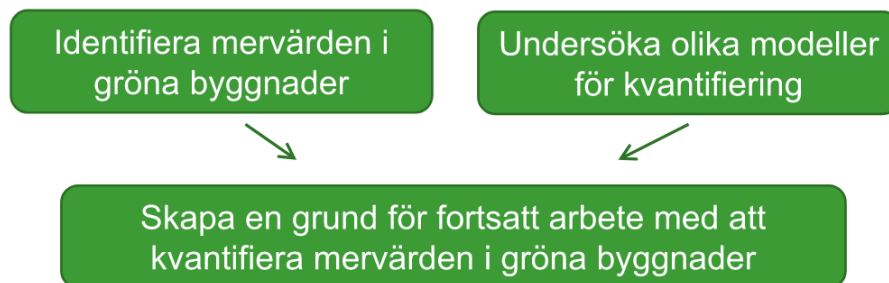 Identifiera mervärden i
gröna byggnader
Undersöka olika modeller
för kvantifiering
Skapa en grund för fortsatt arbete med att
kvantifiera mervärden i gröna byggnader